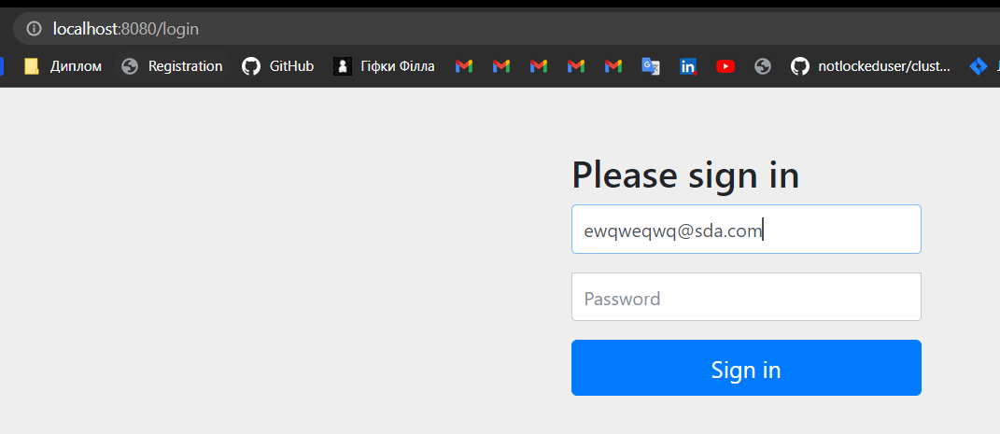 localhost:8080/login
Диплом Registration GitHub Гіфки Філла notlockeduser/clust...
Please sign in
ewqweqwq@sda.com
Password
Sign in